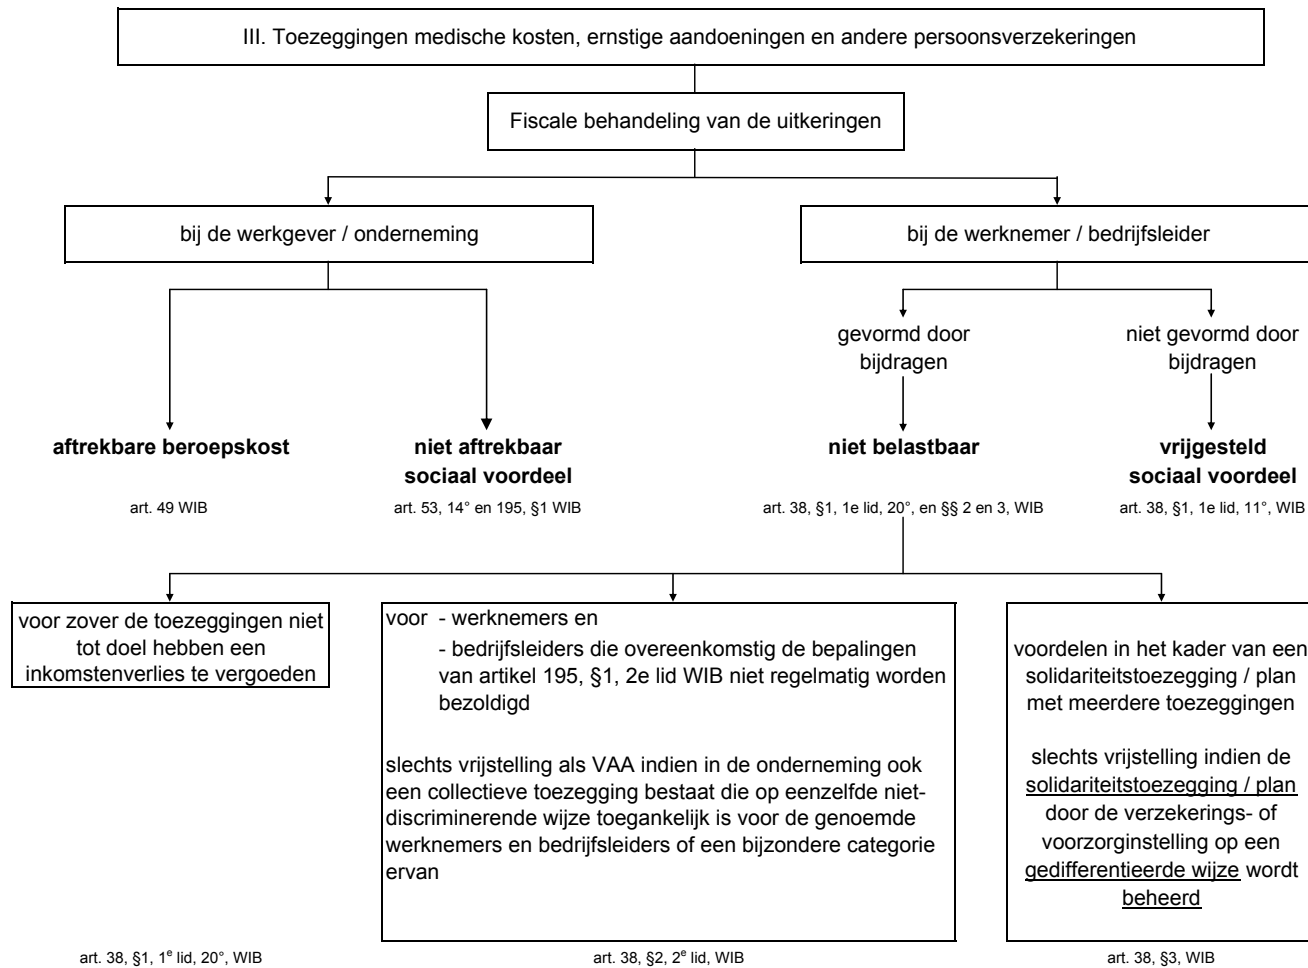 III. Toezeggingen medische kosten, ernstige aandoeningen en andere persoonsverzekeringen
Fiscale behandeling van de uitkeringen
bij de werkgever / onderneming
bij de werknemer / bedrijfsleider
gevormd door
bijdragen
niet gevormd door
bijdragen
aftrekbare beroepskost
niet aftrekbaar
sociaal voordeel
niet belastbaar
vrijgesteld
sociaal voordeel
art. 49 WIB
art. 53, 14° en 195, §1 WIB
art. 38, §1, 1e lid, 20°, en §§ 2 en 3, WIB
art. 38, §1, 1e lid, 11°, WIB
voor zover de toezeggingen niet
tot doel hebben een
inkomstenverlies te vergoeden
voor - werknemers en
- bedrijfsleiders die overeenkomstig de bepalingen
van artikel 195, §1, 2e lid WIB niet regelmatig worden
bezoldigd
slechts vrijstelling als VAA indien in de onderneming ook
een collectieve toezegging bestaat die op eenzelfde niet-
discriminerende wijze toegankelijk is voor de genoemde
werknemers en bedrijfsleiders of een bijzondere categorie
ervan
voordelen in het kader van een
solidariteitstoezegging / plan
met meerdere toezeggingen
slechts vrijstelling indien de
solidariteitstoezegging / plan
door de verzekerings- of
voorzorginstelling op een
gedifferentieerde wijze wordt
beheerd
art. 38, §1, 1e lid, 20°, WIB
art. 38, §2, 2e lid, WIB
art. 38, §3, WIB